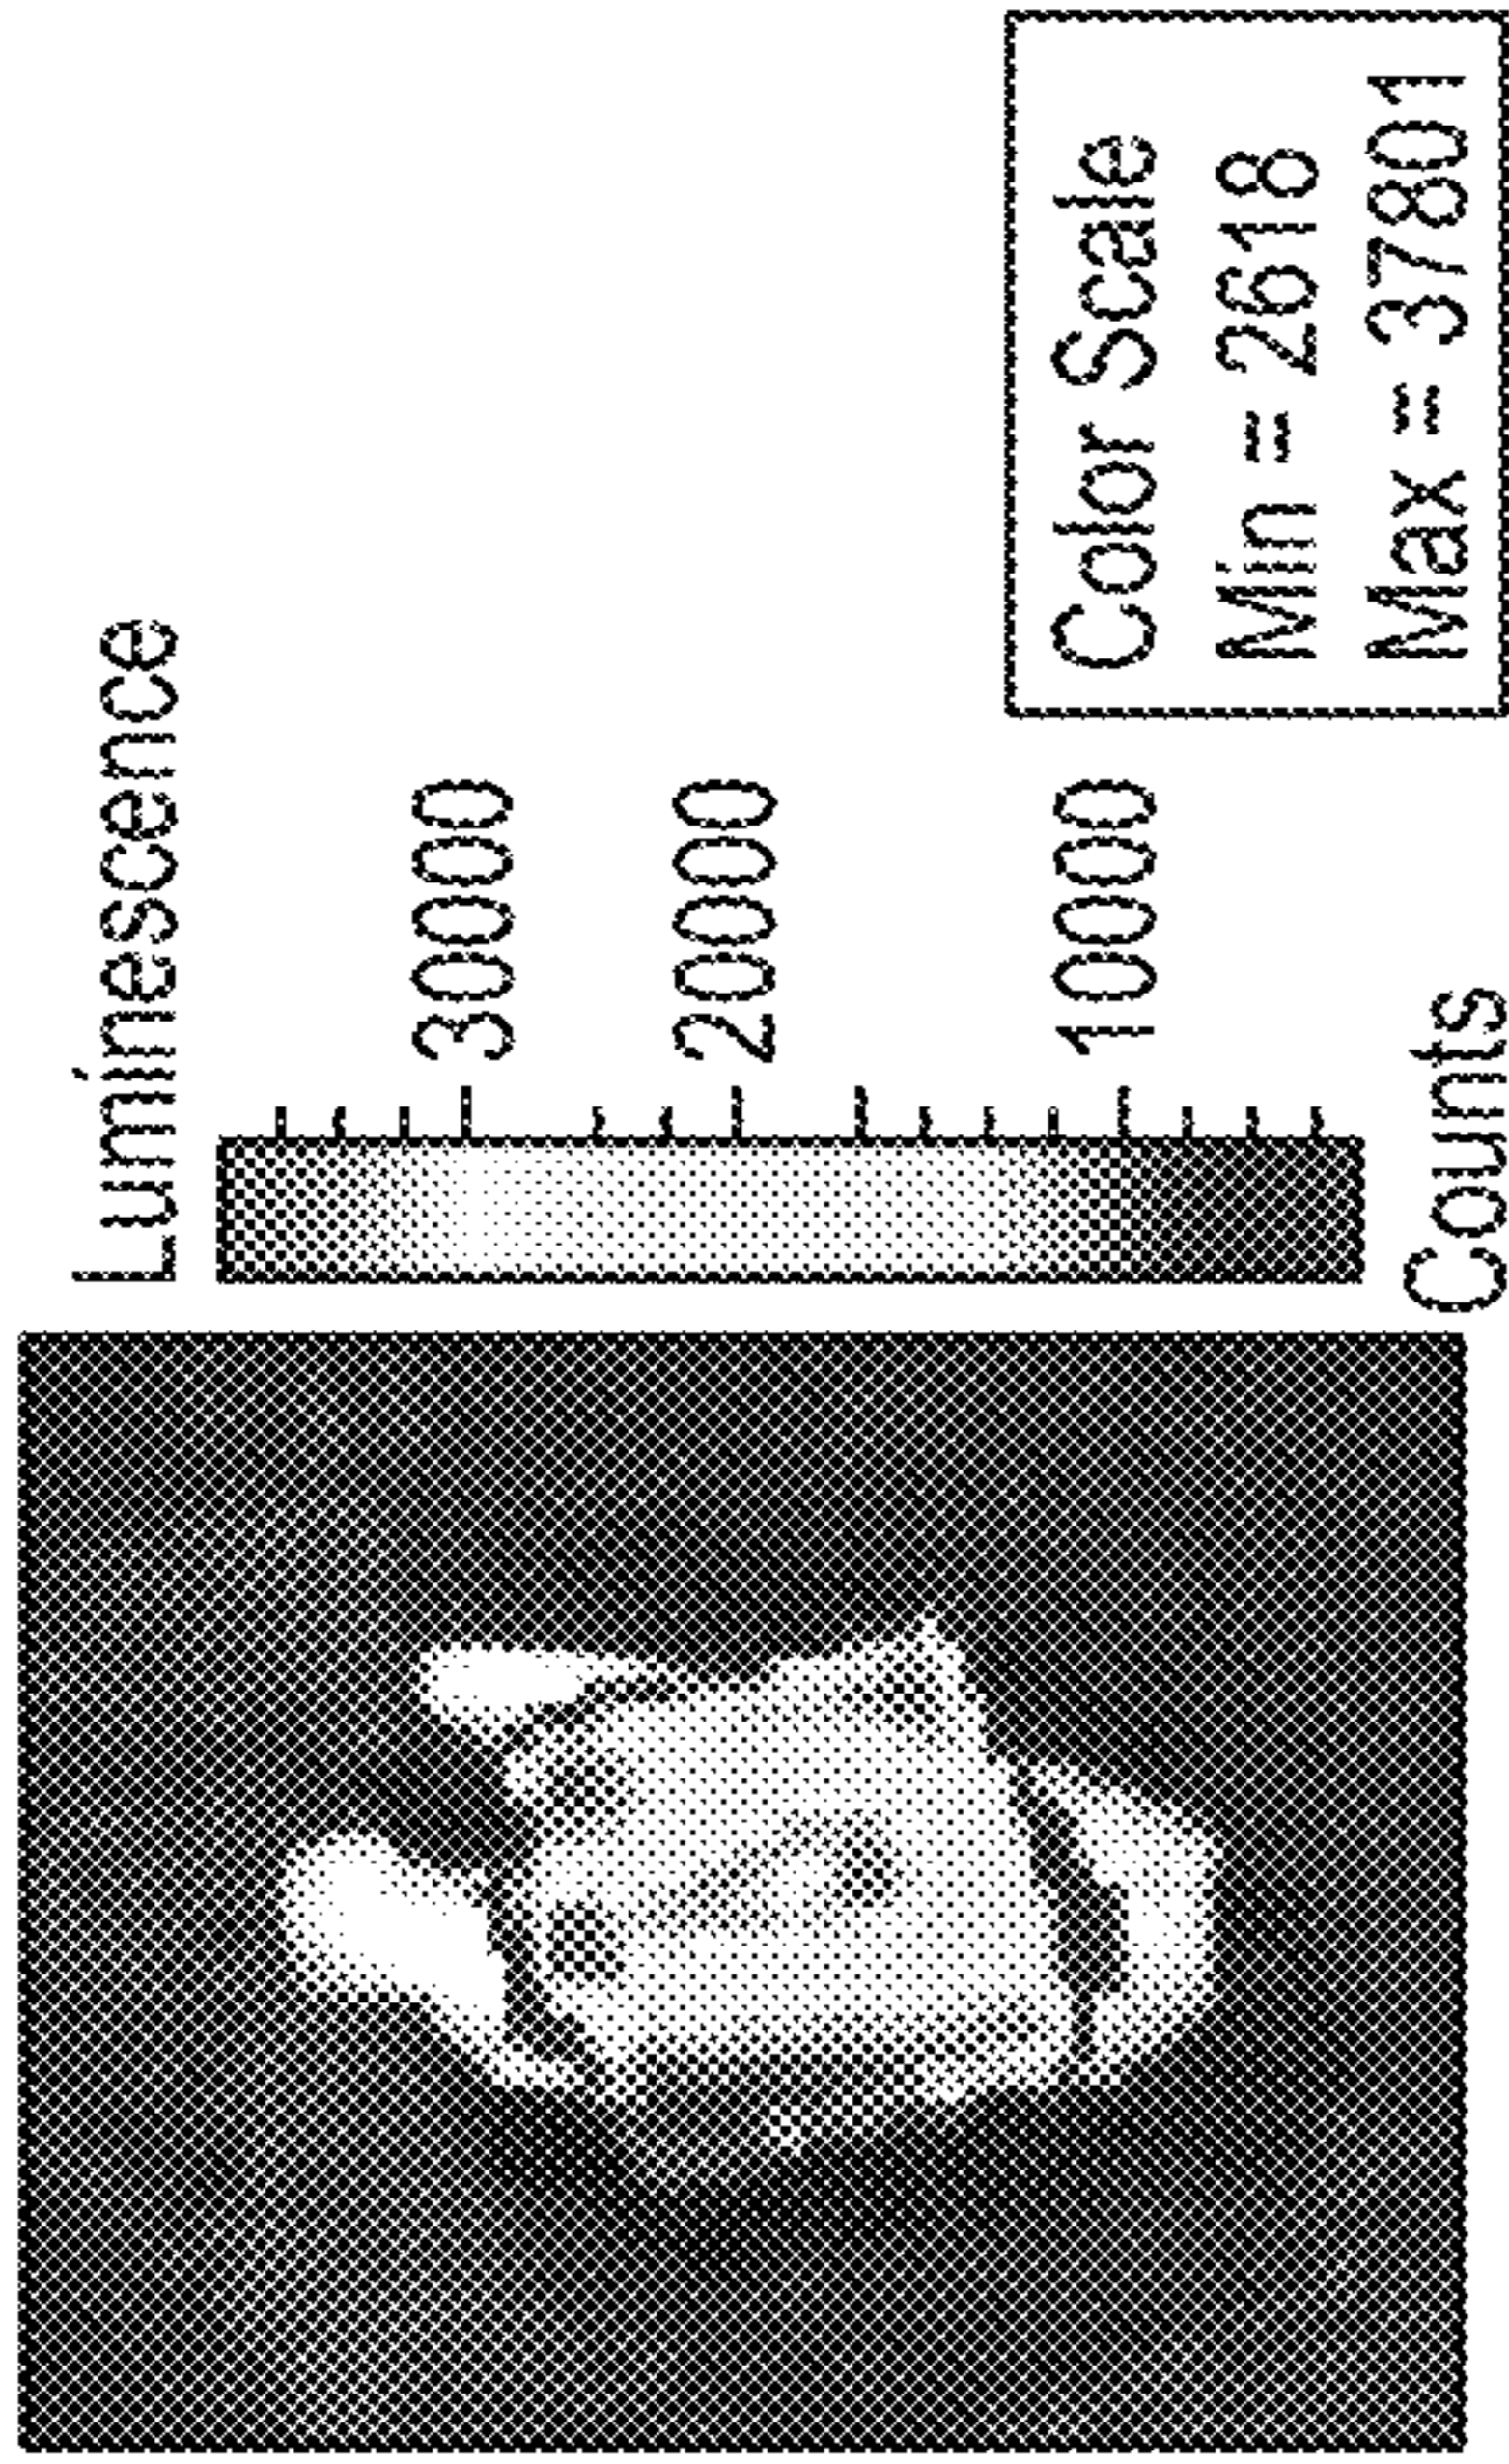 Luminescence
30000
20000
10000
Counts
Color Scale
Min = 2618
Max = 37801